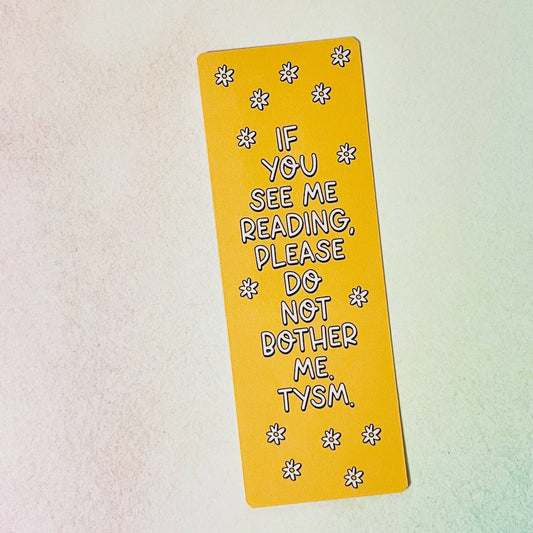 IF
YOU
SEE ME
READING,
PLEASE
DO
NOT
BOTHER
ME.
TYSM.